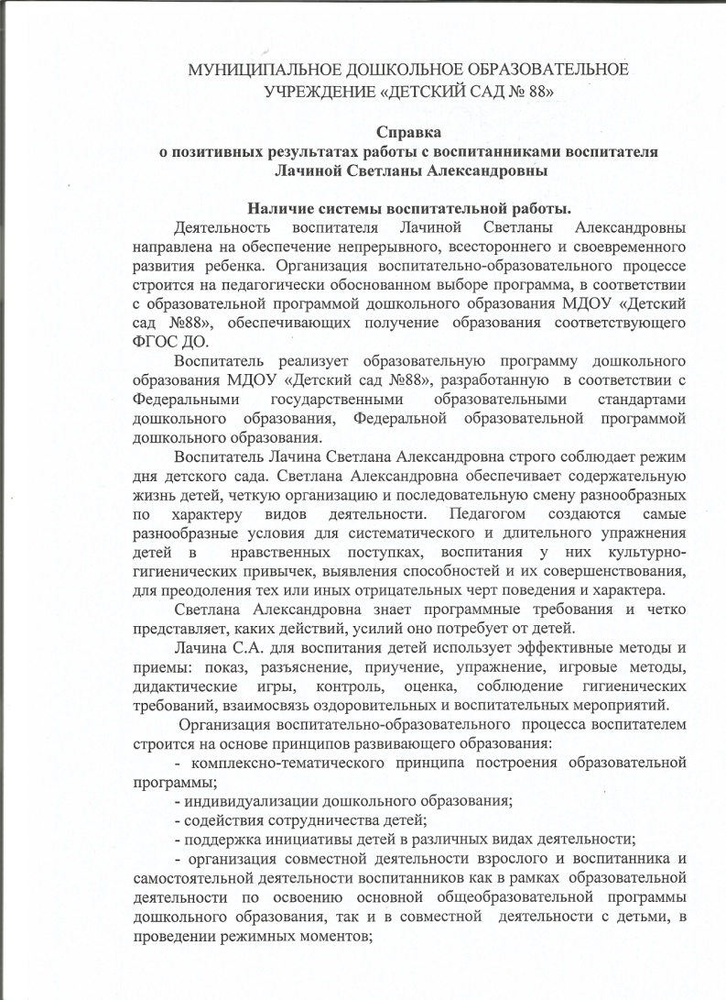 МУНИЦИПАЛЬНОЕ ДОШКОЛЬНОЕ ОБРАЗОВАТЕЛЬНОЕ
УЧРЕЖДЕНИЕ «ДЕТСКИЙ САД № 88»
Справка
о позитивных результатах работы с воспитанниками воспитателя
Лачиной Светланы Александровны
Наличие системы воспитательной работы.
Деятельность воспитателя Лачиной Светланы Александровны
направлена на обеспечение непрерывного, всестороннего и своевременного
развития ребенка. Организация воспитательно-образовательного процессе
строится на педагогически обоснованном выборе программа, в соответствии
с образовательной программой дошкольного образования МДОУ «Детский
сад №88», обеспечивающих получение образования соответствующего
ФГОС ДО.
Воспитатель реализует образовательную программу дошкольного
образования МДОУ «Детский сад №88», разработанную в соответствии с
Федеральными государственными образовательными стандартами
дошкольного образования, Федеральной образовательной программой
дошкольного образования.
Воспитатель Лачина Светлана Александровна строго соблюдает режим
дня детского сада. Светлана Александровна обеспечивает содержательную
жизнь детей, четкую организацию и последовательную смену разнообразных
по характеру видов деятельности. Педагогом создаются самые
разнообразные условия для систематического и длительного упражнения
детей в нравственных поступках, воспитания у них культурно-
гигиенических привычек, выявления способностей и их совершенствования,
для преодоления тех или иных отрицательных черт поведения и характера.
Светлана Александровна знает программные требования и четко
представляет, каких действий, усилий оно потребует от детей.
Лачина С.А. для воспитания детей использует эффективные методы и
приемы: показ, разъяснение, приучение, упражнение, игровые методы,
дидактические игры, контроль, оценка, соблюдение гигиенических
требований, взаимосвязь оздоровительных и воспитательных мероприятий.
Организация воспитательно-образовательного процесса воспитателем
строится на основе принципов развивающего образования:
- комплексно-тематического принципа построения образовательной
программы;
- индивидуализации дошкольного образования;
- содействия сотрудничества детей;
- поддержка инициативы детей в различных видах деятельности;
- организация совместной деятельности взрослого и воспитанника и
самостоятельной деятельности воспитанников как в рамках образовательной
деятельности по освоению основной общеобразовательной программы
дошкольного образования, так и в совместной деятельности с детьми, в
проведении режимных моментов;